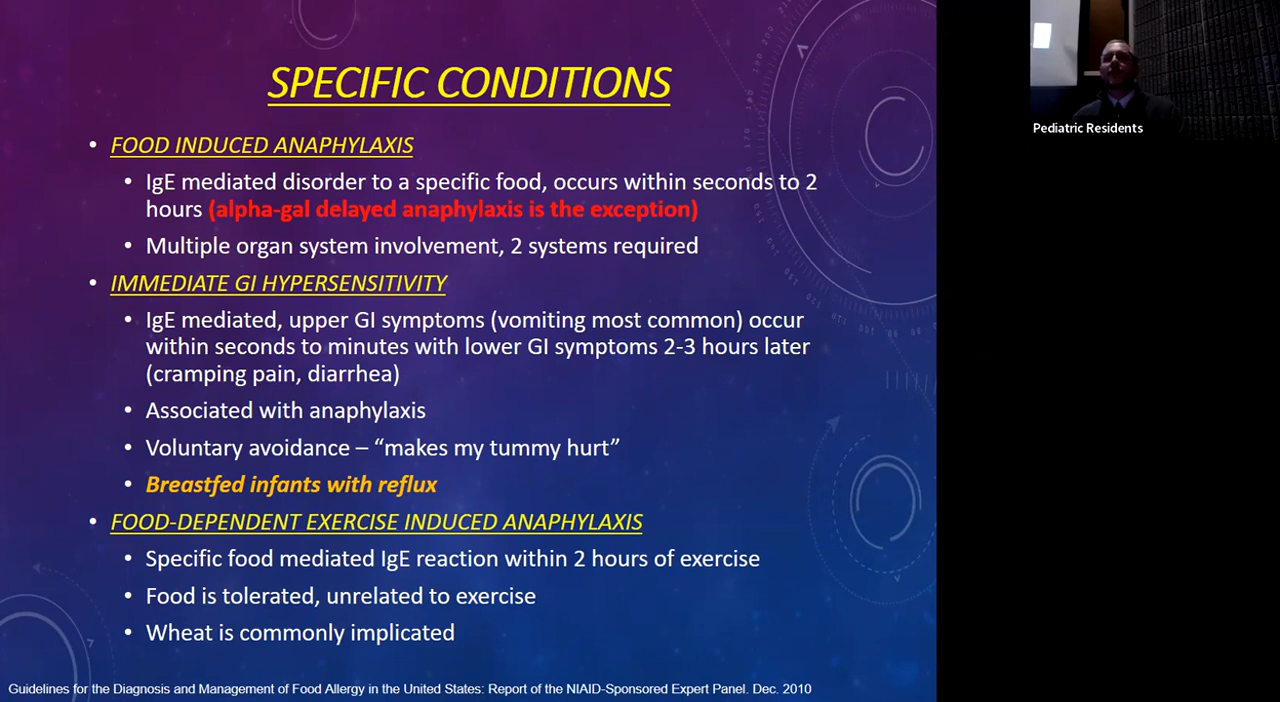 SPECIFIC CONDITIONS
• FOOD INDUCED ANAPHYLAXIS
• IgE mediated disorder to a specific food, occurs within seconds to 2
hours (alpha-gal delayed anaphylaxis is the exception)
• Multiple organ system involvement, 2 systems required
• IMMEDIATE GI HYPERSENSITIVITY
• IgE mediated, upper GI symptoms (vomiting most common) occur
within seconds to minutes with lower GI symptoms 2-3 hours later
(cramping pain, diarrhea)
• Associated with anaphylaxis
• Voluntary avoidance – “makes my tummy hurt”
• Breastfed infants with reflux
• FOOD-DEPENDENT EXERCISE INDUCED ANAPHYLAXIS
• Specific food mediated IgE reaction within 2 hours of exercise
• Food is tolerated, unrelated to exercise
• Wheat is commonly implicated
Guidelines for the Diagnosis and Management of Food Allergy in the United States: Report of the NIAID-Sponsored Expert Panel. Dec. 2010
Pediatric Residents